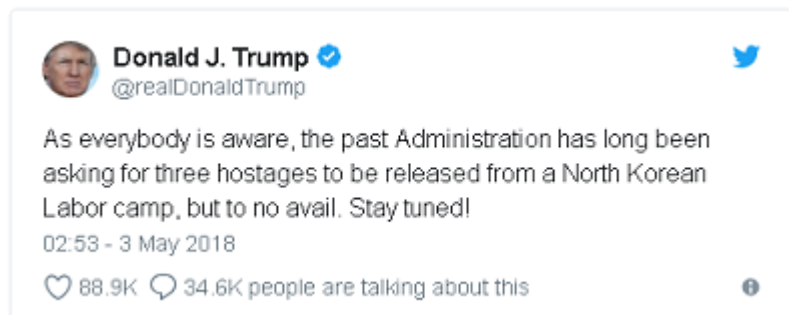 Donald J. Trump
@realDonaldTrump
As everybody is aware, the past Administration has long been
asking for three hostages to be released from a North Korean
Labor camp, but to no avail. Stay tuned!
02:53 - 3 May 2018
88.9K 34.6K people are talking about this